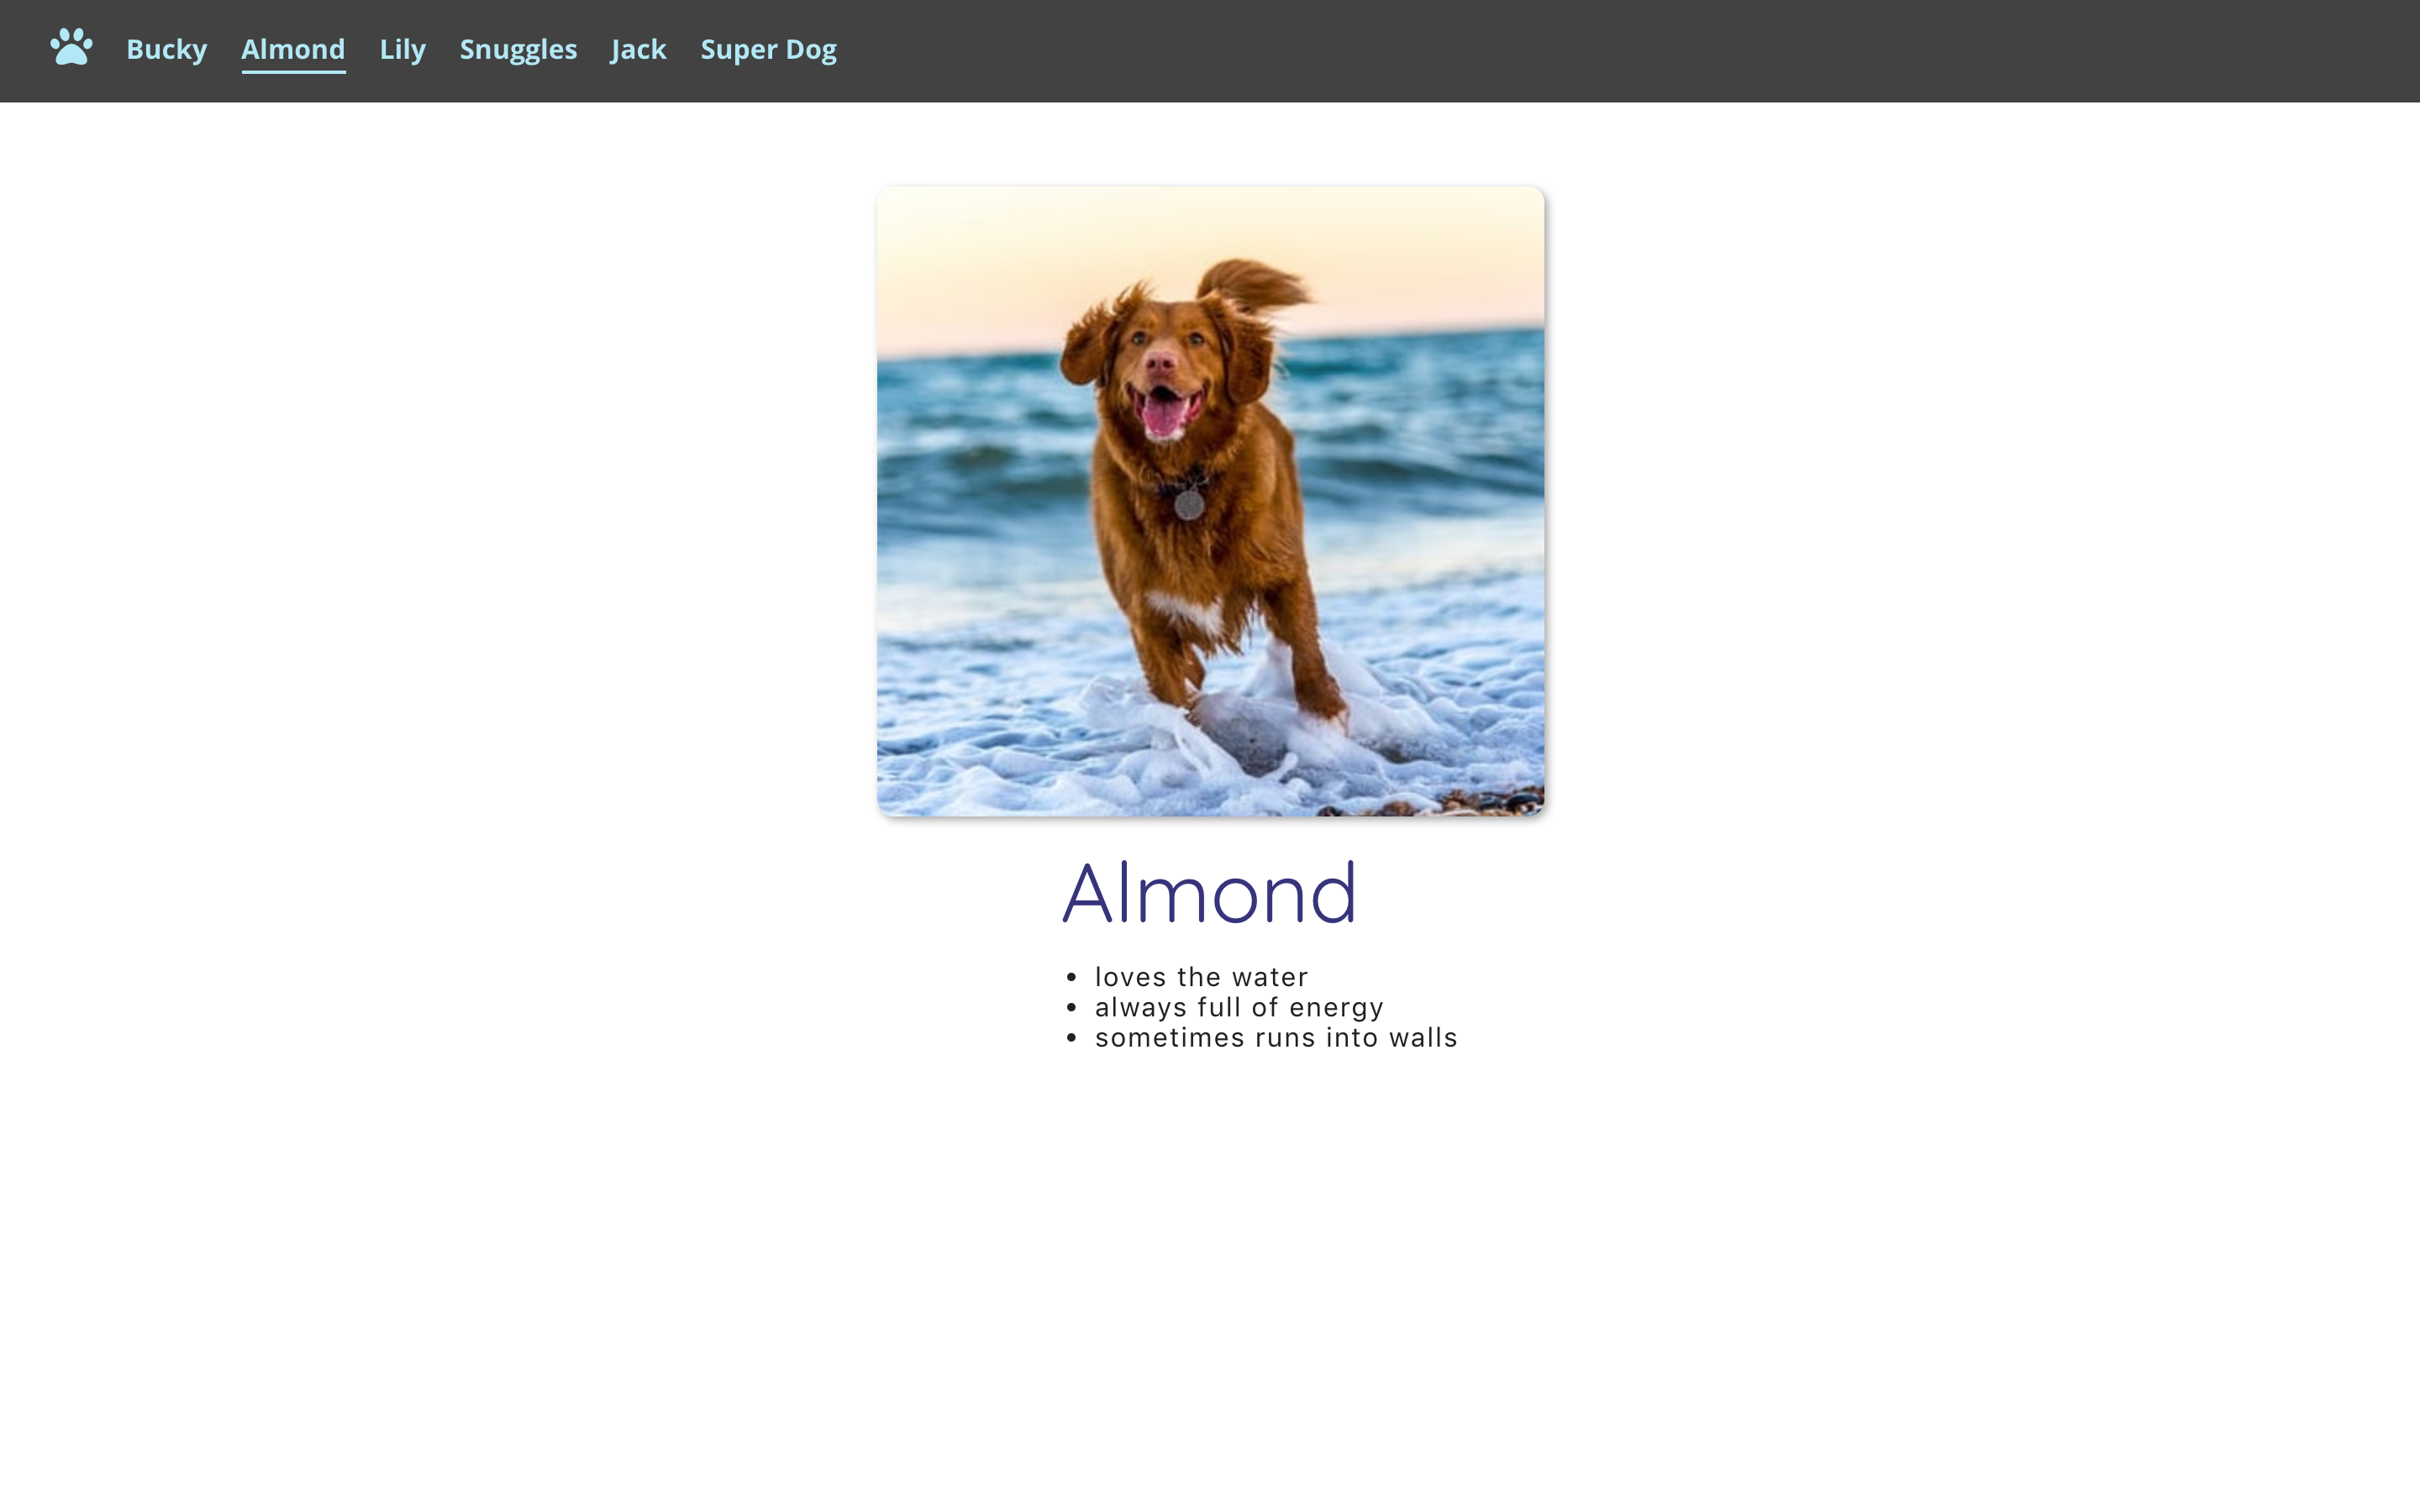 Bucky Almond Lily Snuggles Jack Super Dog
Almond
loves the water
always full of energy
sometimes runs into walls